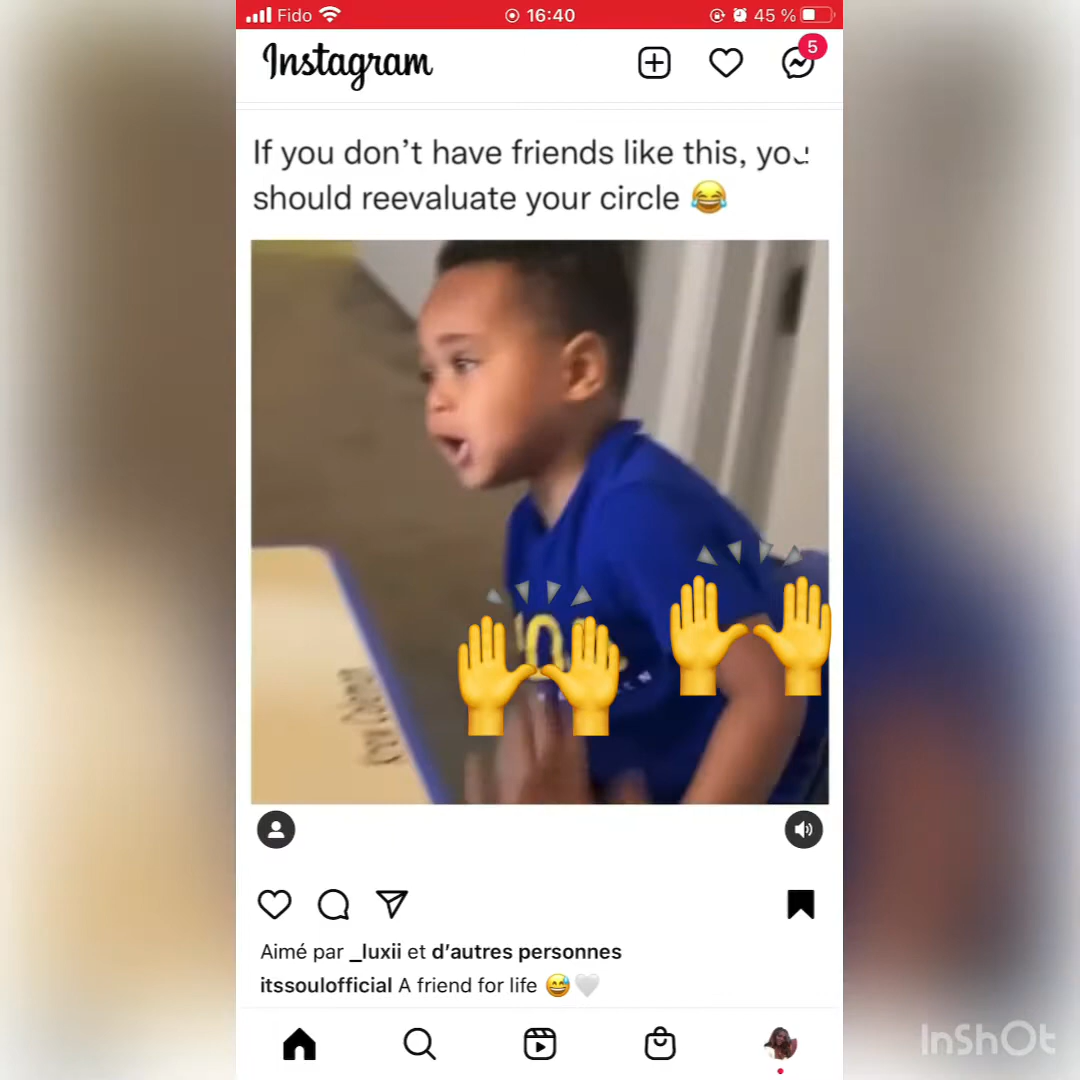 Fido 16:40 45 %
Instagram
5
If you don’t have friends like this, you
should reevaluate your circle 😂
Aimé par _luxii et d’autres personnes
itssoulofficial A friend for life 😅🤍
InShOt